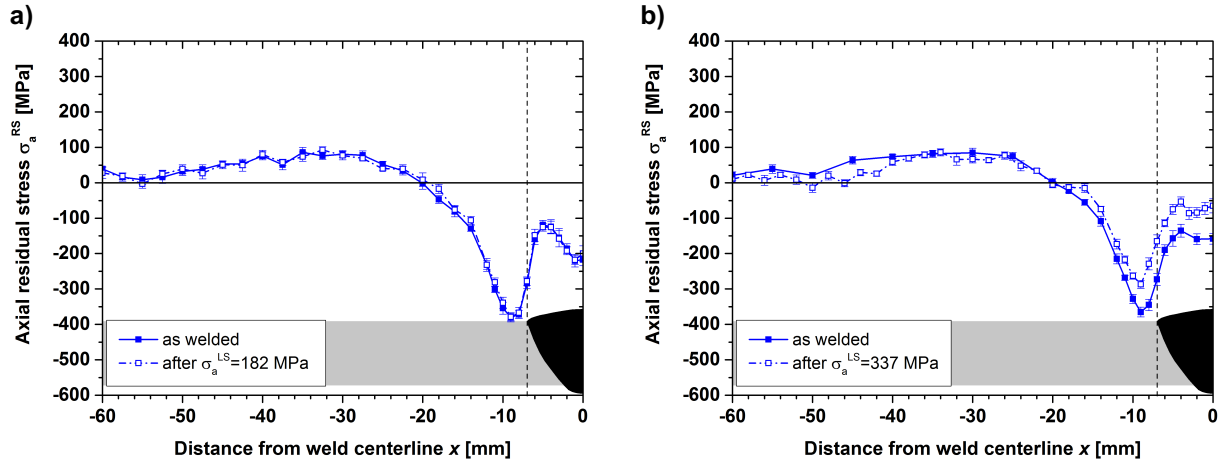 a)
400
300
200
100
0
-100
-200
-300
-400
-500
-600
Axial residual stress σₐᴿˢ [MPa]
as welded
after σₐᴸˢ=182 MPa
-60 -50 -40 -30 -20 -10 0
Distance from weld centerline x [mm]
b)
400
300
200
100
0
-100
-200
-300
-400
-500
-600
Axial residual stress σₐᴿˢ [MPa]
as welded
after σₐᴸˢ=337 MPa
-60 -50 -40 -30 -20 -10 0
Distance from weld centerline x [mm]